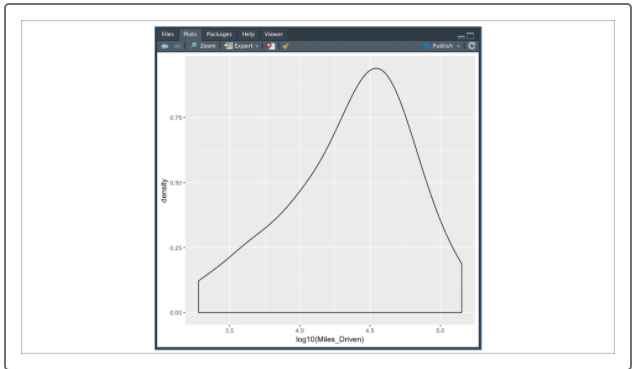 Files Plots Packages Help Viewer
Zoom Export Publish
0.75
0.50
0.25
0.00
density
3.5 4.0 4.5 5.0
log10(Miles_Driven)